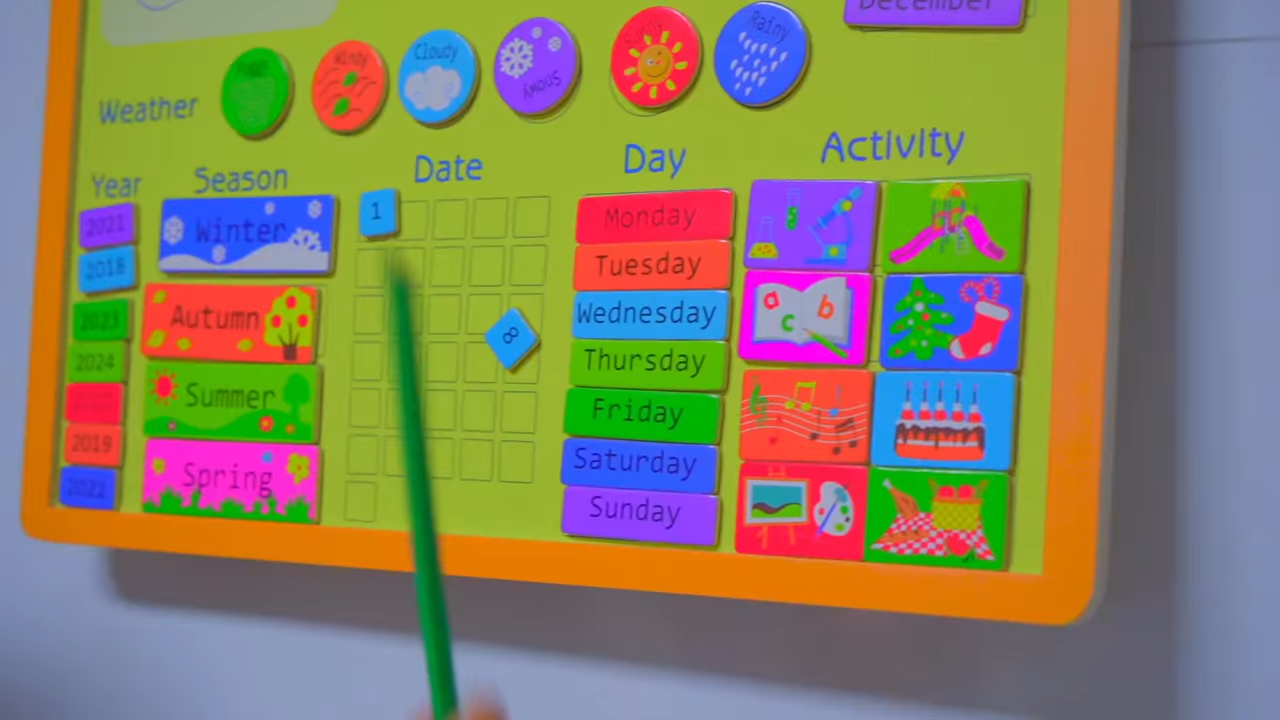 December
Windy
Cloudy
Snowy
Rainy
Weather
Year
Season
Date
Day
Activity
2021
2018
2023
2024
2019
2022
Winter
Autumn
Summer
Spring
1
8
Monday
Tuesday
Wednesday
Thursday
Friday
Saturday
Sunday
a
b
c